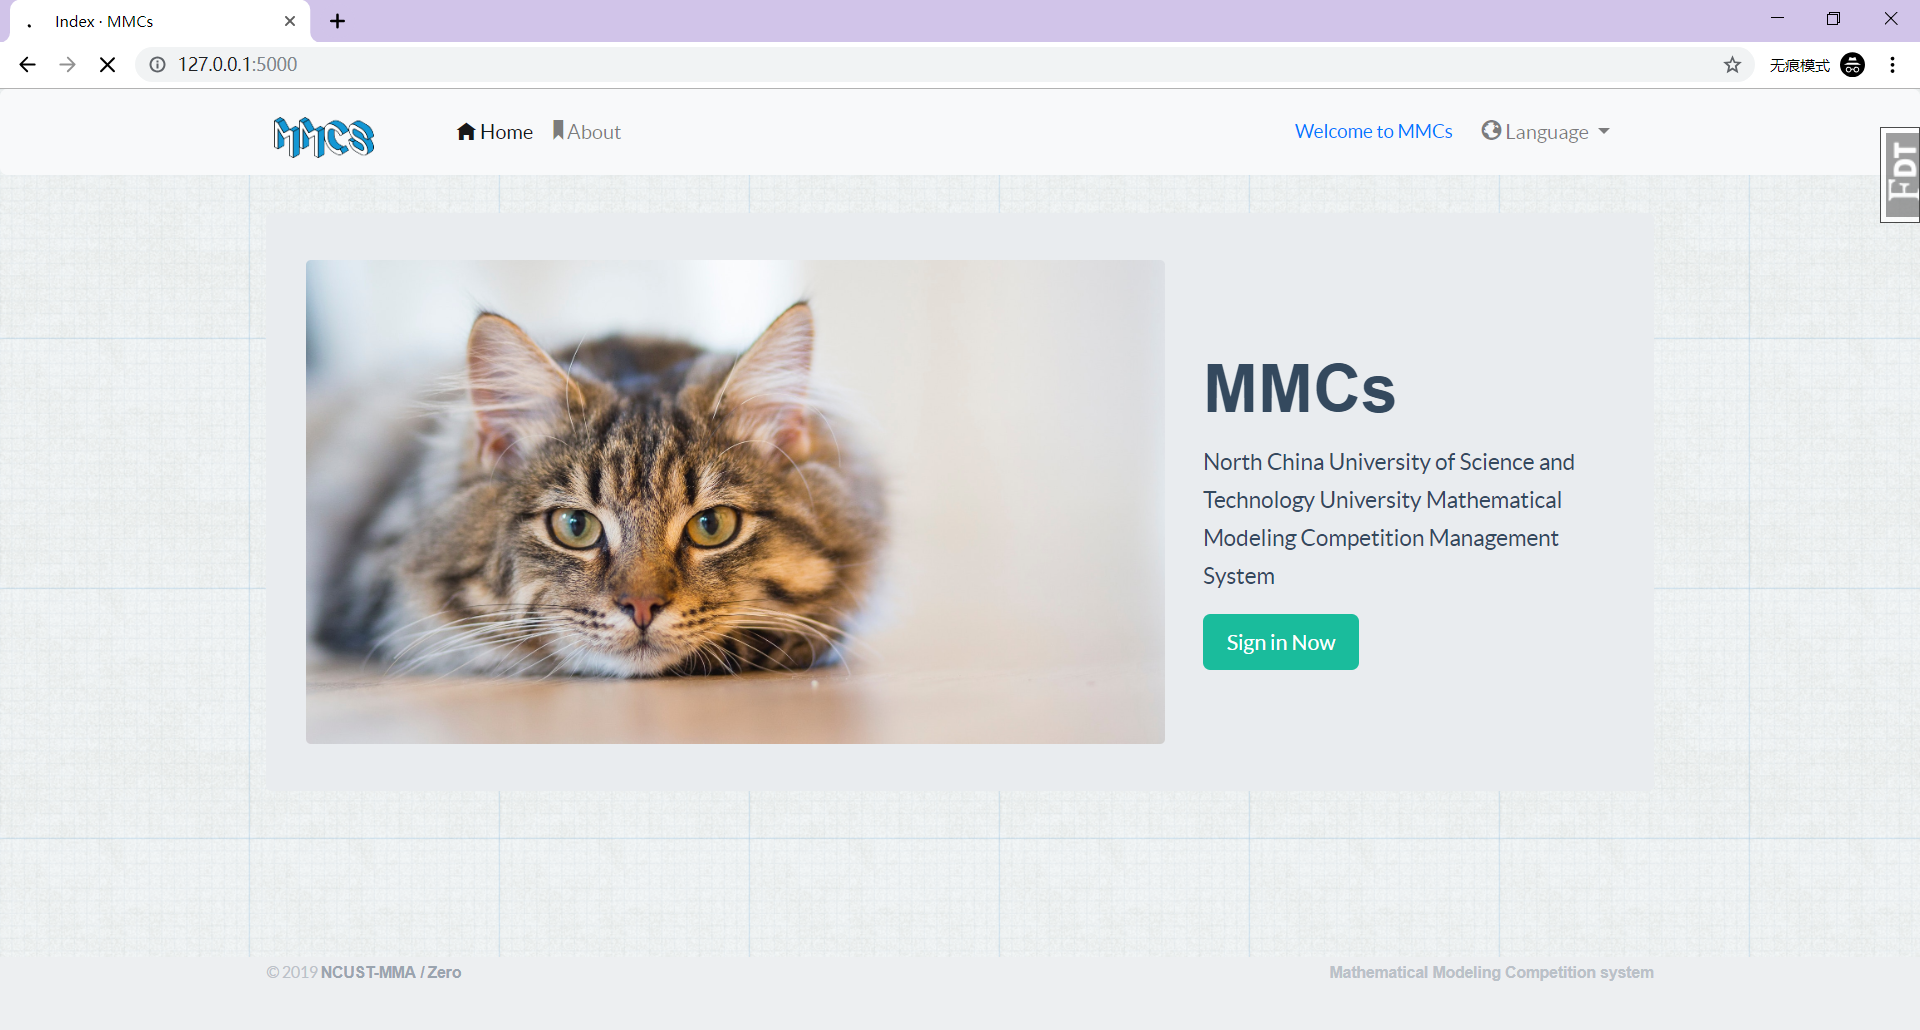 Index · MMCs
127.0.0.1:5000
无痕模式
MMCS
Home
About
Welcome to MMCs
Language
FDT
MMCs
North China University of Science and
Technology University Mathematical
Modeling Competition Management
System
Sign in Now
© 2019 NCUST-MMA / Zero
Mathematical Modeling Competition system